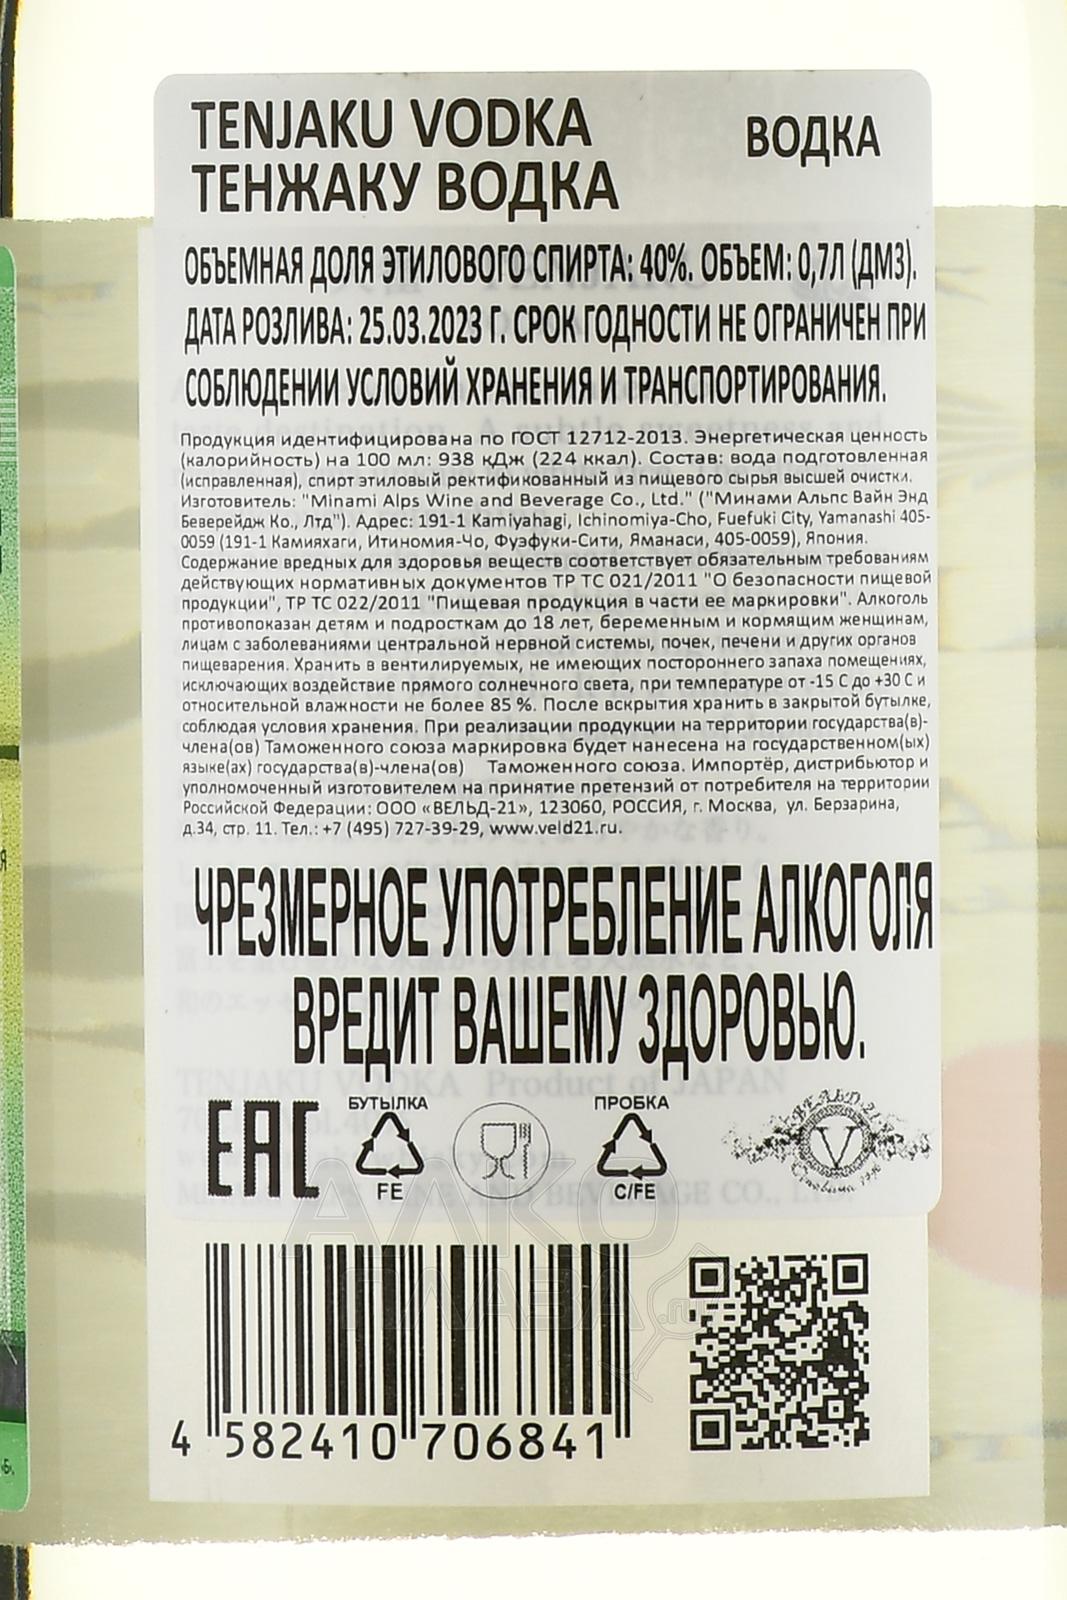 TENJAKU VODKA
ВОДКА
ТЕНЖАКУ ВОДКА
ОБЪЕМНАЯ ДОЛЯ ЭТИЛОВОГО СПИРТА: 40%. ОБЪЕМ: 0,7Л (ДМ3).
ДАТА РОЗЛИВА: 25.03.2023 Г. СРОК ГОДНОСТИ НЕ ОГРАНИЧЕН ПРИ
СОБЛЮДЕНИИ УСЛОВИЙ ХРАНЕНИЯ И ТРАНСПОРТИРОВАНИЯ.
Продукция идентифицирована по ГОСТ 12712-2013. Энергетическая ценность
(калорийность) на 100 мл: 938 кДж (224 ккал). Состав: вода подготовленная
(исправленная), спирт этиловый ректификованный из пищевого сырья высшей очистки.
Изготовитель: "Minami Alps Wine and Beverage Co., Ltd." ("Минами Альпс Вайн Энд
Беверейдж Ко., Лтд"). Адрес: 191-1 Kamiyahagi, Ichinomiya-Cho, Fuefuki City, Yamanashi 405-
0059 (191-1 Камияхаги, Итиномия-Чо, Фуэфуки-Сити, Яманаси, 405-0059), Япония.
Содержание вредных для здоровья веществ соответствует обязательным требованиям
действующих нормативных документов ТР ТС 021/2011 "О безопасности пищевой
продукции", ТР ТС 022/2011 "Пищевая продукция в части ее маркировки". Алкоголь
противопоказан детям и подросткам до 18 лет, беременным и кормящим женщинам,
лицам с заболеваниями центральной нервной системы, почек, печени и других органов
пищеварения. Хранить в вентилируемых, не имеющих постороннего запаха помещениях,
исключающих воздействие прямого солнечного света, при температуре от -15 С до +30 С и
относительной влажности не более 85 %. После вскрытия хранить в закрытой бутылке,
соблюдая условия хранения. При реализации продукции на территории государства(в)-
члена(ов) Таможенного союза маркировка будет нанесена на государственном(ых)
языке(ах) государства(в)-члена(ов) Таможенного союза. Импортёр, дистрибьютор и
уполномоченный изготовителем на принятие претензий от потребителя на территории
Российской Федерации: ООО «ВЕЛЬД-21», 123060, РОССИЯ, г. Москва, ул. Берзарина,
д.34, стр. 11. Тел.: +7 (495) 727-39-29, www.veld21.ru.
ЧРЕЗМЕРНОЕ УПОТРЕБЛЕНИЕ АЛКОГОЛЯ
ВРЕДИТ ВАШЕМУ ЗДОРОВЬЮ.
EAC
БУТЫЛКА
FE
ПРОБКА
C/FE
ВЕЛЬД-21
V
TENJAKU VODKA Product of JAPAN
АЛКО
ГЛАВА.ru
4 582410 706841